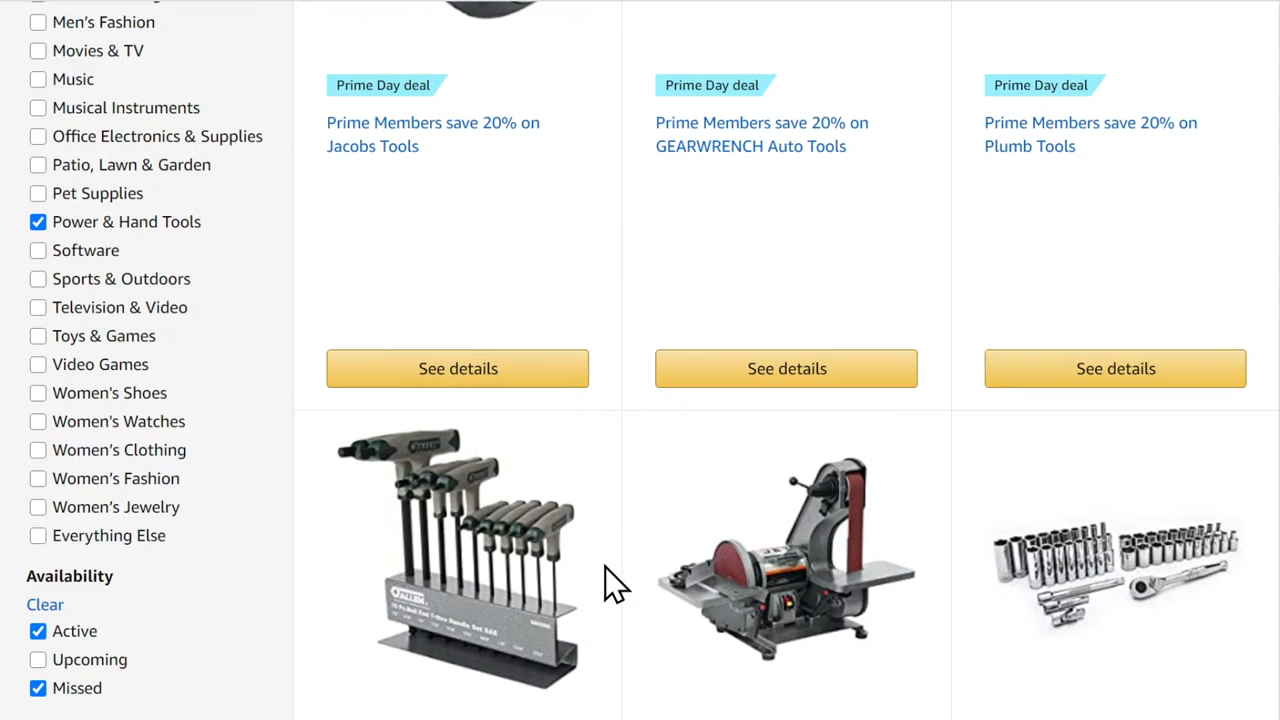 Men's Fashion
Movies & TV
Music
Musical Instruments
Office Electronics & Supplies
Patio, Lawn & Garden
Pet Supplies
Power & Hand Tools
Software
Sports & Outdoors
Television & Video
Toys & Games
Video Games
Women's Shoes
Women's Watches
Women's Clothing
Women's Fashion
Women's Jewelry
Everything Else
Availability
Clear
Active
Upcoming
Missed
Prime Day deal
Prime Members save 20% on
Jacobs Tools
See details
Prime Day deal
Prime Members save 20% on
GEARWRENCH Auto Tools
See details
Prime Day deal
Prime Members save 20% on
Plumb Tools
See details
ALLEN